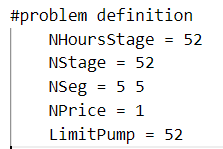 #problem definition
NHoursStage = 52
NStage = 52
NSeg = 5 5
NPrice = 1
LimitPump = 52